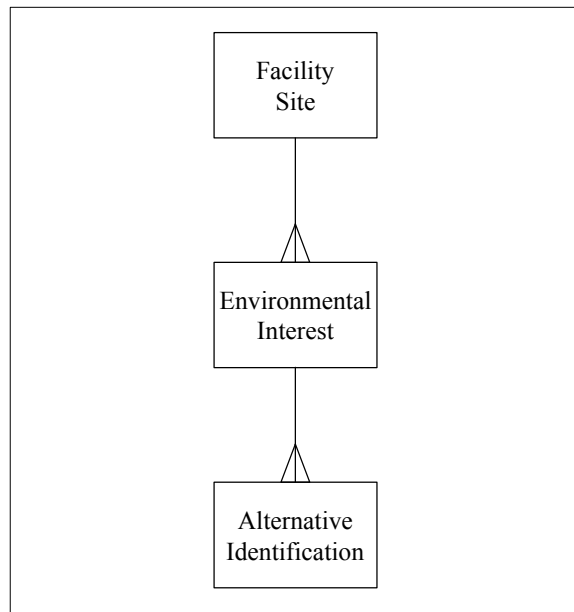 Facility
Site
Environmental
Interest
Alternative
Identification